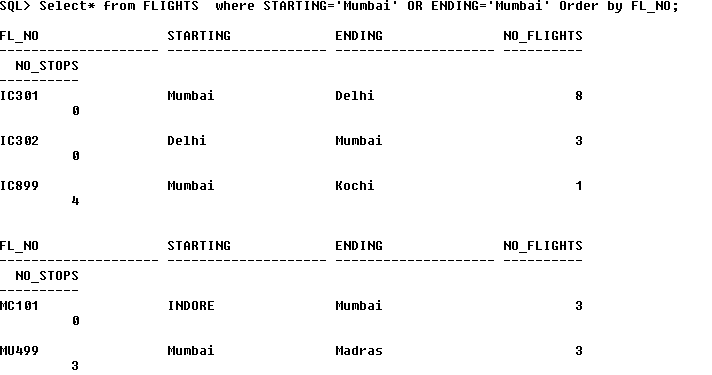 SQL> Select* from FLIGHTS  where STARTING='Mumbai' OR ENDING='Mumbai' Order by FL_NO;
FL_NO                STARTING             ENDING               NO_FLIGHTS
-------------------- -------------------- -------------------- ----------
  NO_STOPS
----------
IC301                Mumbai               Delhi                         8
         0
IC302                Delhi                Mumbai                        3
         0
IC899                Mumbai               Kochi                         1
         4
FL_NO                STARTING             ENDING               NO_FLIGHTS
-------------------- -------------------- -------------------- ----------
  NO_STOPS
----------
MC101                INDORE               Mumbai                        3
         0
MU499                Mumbai               Madras                        3
         3